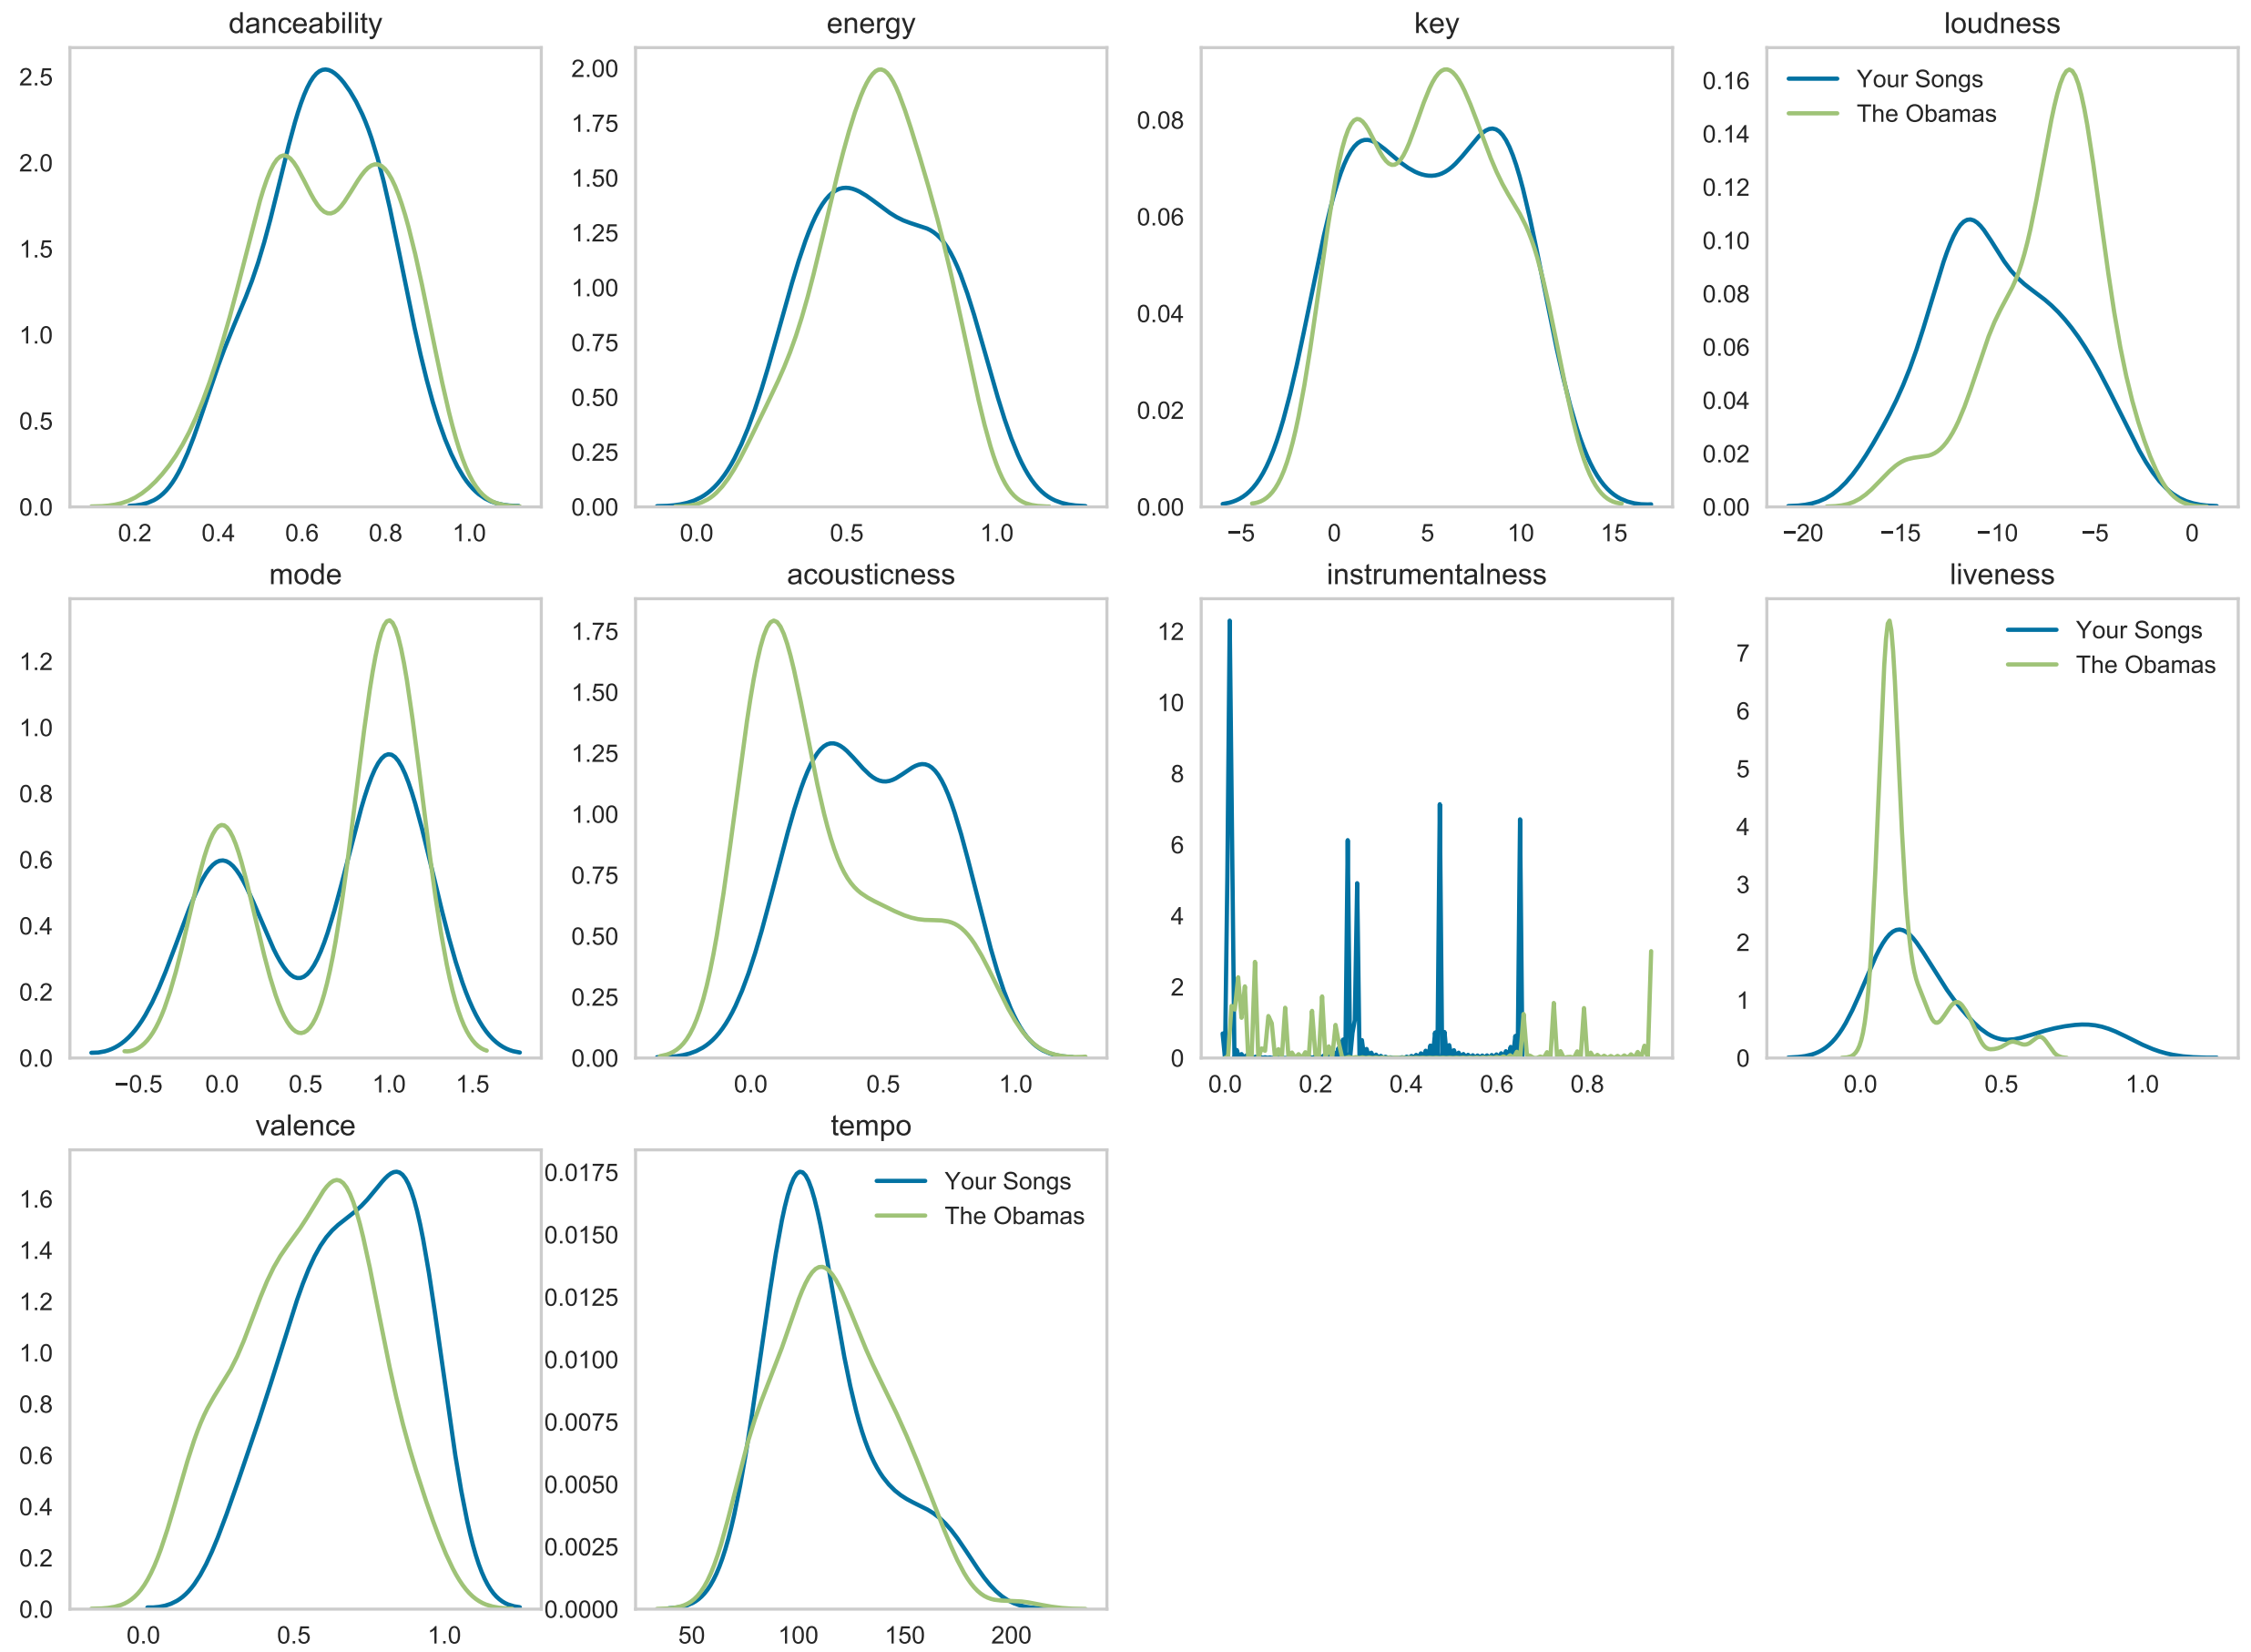 danceability
2.5
2.0
1.5
1.0
0.5
0.0
0.2 0.4 0.6 0.8 1.0
energy
2.00
1.75
1.50
1.25
1.00
0.75
0.50
0.25
0.00
0.0 0.5 1.0
key
0.08
0.06
0.04
0.02
0.00
−5 0 5 10 15
loudness
Your Songs
The Obamas
0.16
0.14
0.12
0.10
0.08
0.06
0.04
0.02
0.00
−20 −15 −10 −5 0
mode
1.2
1.0
0.8
0.6
0.4
0.2
0.0
−0.5 0.0 0.5 1.0 1.5
acousticness
1.75
1.50
1.25
1.00
0.75
0.50
0.25
0.00
0.0 0.5 1.0
instrumentalness
12
10
8
6
4
2
0
0.0 0.2 0.4 0.6 0.8
liveness
Your Songs
The Obamas
7
6
5
4
3
2
1
0
0.0 0.5 1.0
valence
1.6
1.4
1.2
1.0
0.8
0.6
0.4
0.2
0.0
0.0 0.5 1.0
tempo
Your Songs
The Obamas
0.0175
0.0150
0.0125
0.0100
0.0075
0.0050
0.0025
0.0000
50 100 150 200